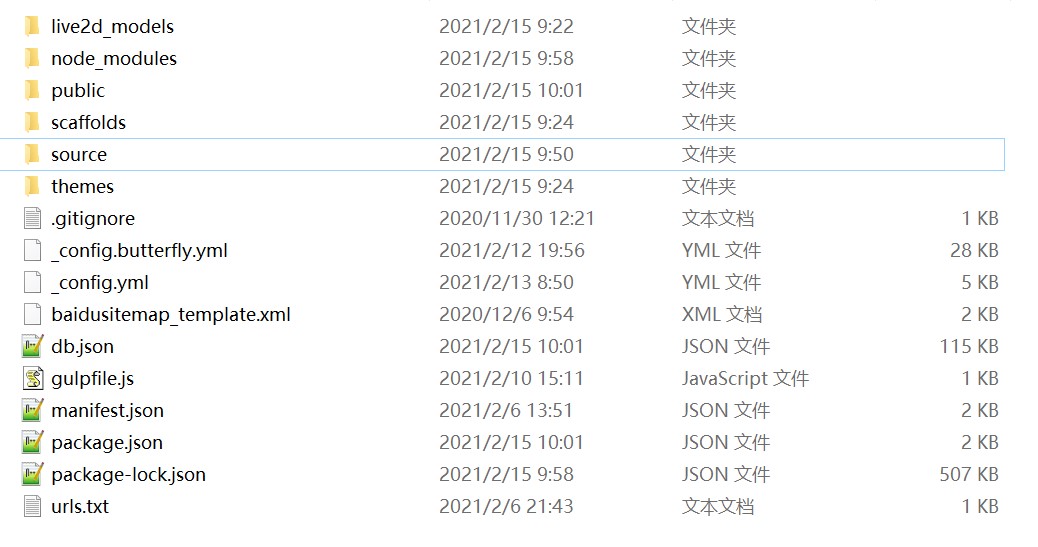 live2d_models 2021/2/15 9:22 文件夹
node_modules 2021/2/15 9:58 文件夹
public 2021/2/15 10:01 文件夹
scaffolds 2021/2/15 9:24 文件夹
source 2021/2/15 9:50 文件夹
themes 2021/2/15 9:24 文件夹
.gitignore 2020/11/30 12:21 文本文档 1 KB
_config.butterfly.yml 2021/2/12 19:56 YML 文件 28 KB
_config.yml 2021/2/13 8:50 YML 文件 5 KB
baidusitemap_template.xml 2020/12/6 9:54 XML 文档 2 KB
db.json 2021/2/15 10:01 JSON 文件 115 KB
gulpfile.js 2021/2/10 15:11 JavaScript 文件 1 KB
manifest.json 2021/2/6 13:51 JSON 文件 2 KB
package.json 2021/2/15 10:01 JSON 文件 2 KB
package-lock.json 2021/2/15 9:58 JSON 文件 507 KB
urls.txt 2021/2/6 21:43 文本文档 1 KB